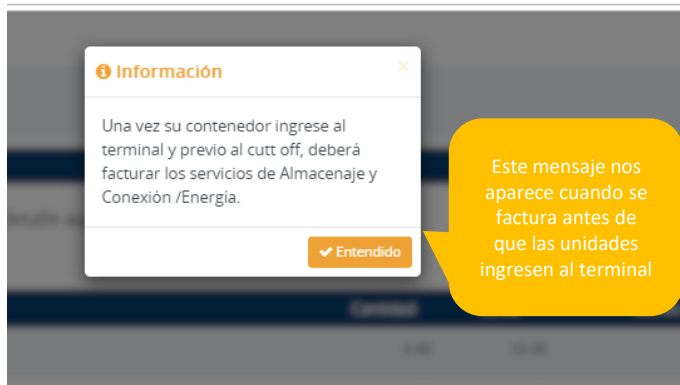 Información
×
Una vez su contenedor ingrese al
terminal y previo al cutt off, deberá
facturar los servicios de Almacenaje y
Conexión /Energía.
Entendido
Este mensaje nos
aparece cuando se
factura antes de
que las unidades
ingresen al terminal
Cantidad